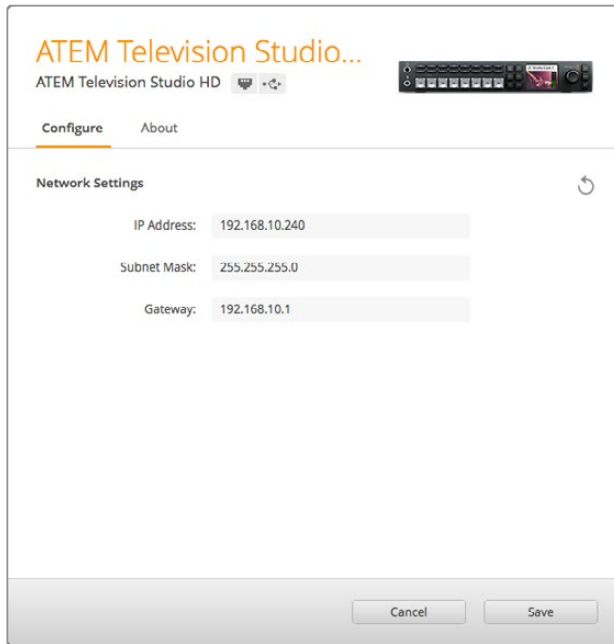 ATEM Television Studio...
ATEM Television Studio HD
Configure About
Network Settings
IP Address: 192.168.10.240
Subnet Mask: 255.255.255.0
Gateway: 192.168.10.1
Cancel Save